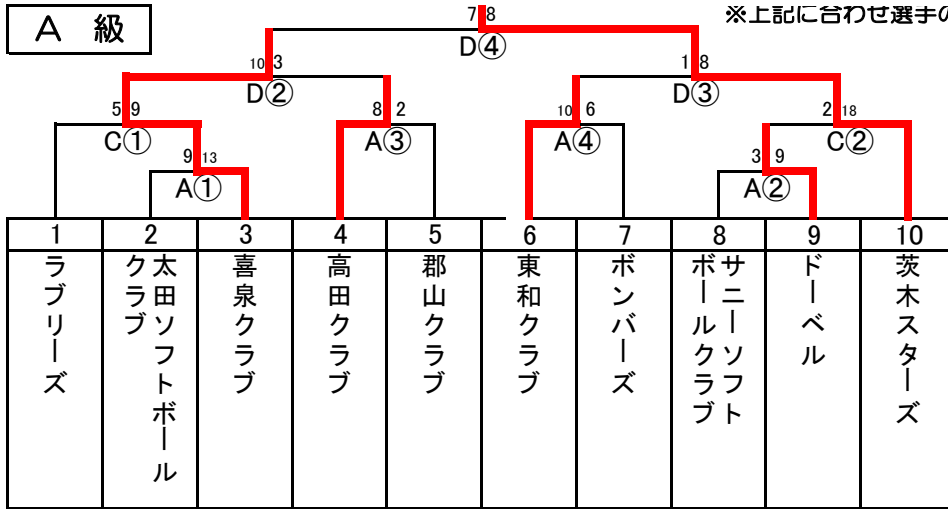 A 級
※上記に合わせ選手の
7 8
D④
10 3
D②
1 8
D③
5 9
C①
8 2
A③
10 6
A④
2 18
C②
9 13
A①
3 9
A②
1 2 3 4 5 6 7 8 9 10
ラブリーズ
太田ソフトボール
クラブ
喜泉クラブ
高田クラブ
郡山クラブ
東和クラブ
ボンバーズ
サニーソフト
ボールクラブ
ドーベル
茨木スターズ